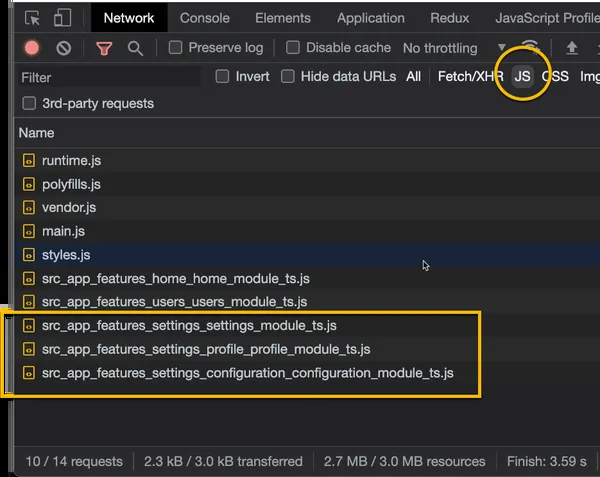 Network Console Elements Application Redux JavaScript Profile
Preserve log Disable cache No throttling
Filter Invert Hide data URLs All Fetch/XHR JS CSS Img
3rd-party requests
Name
runtime.js
polyfills.js
vendor.js
main.js
styles.js
src_app_features_home_home_module_ts.js
src_app_features_users_users_module_ts.js
src_app_features_settings_settings_module_ts.js
src_app_features_settings_profile_profile_module_ts.js
src_app_features_settings_configuration_configuration_module_ts.js
10 / 14 requests 2.3 kB / 3.0 kB transferred 2.7 MB / 3.0 MB resources Finish: 3.59 s